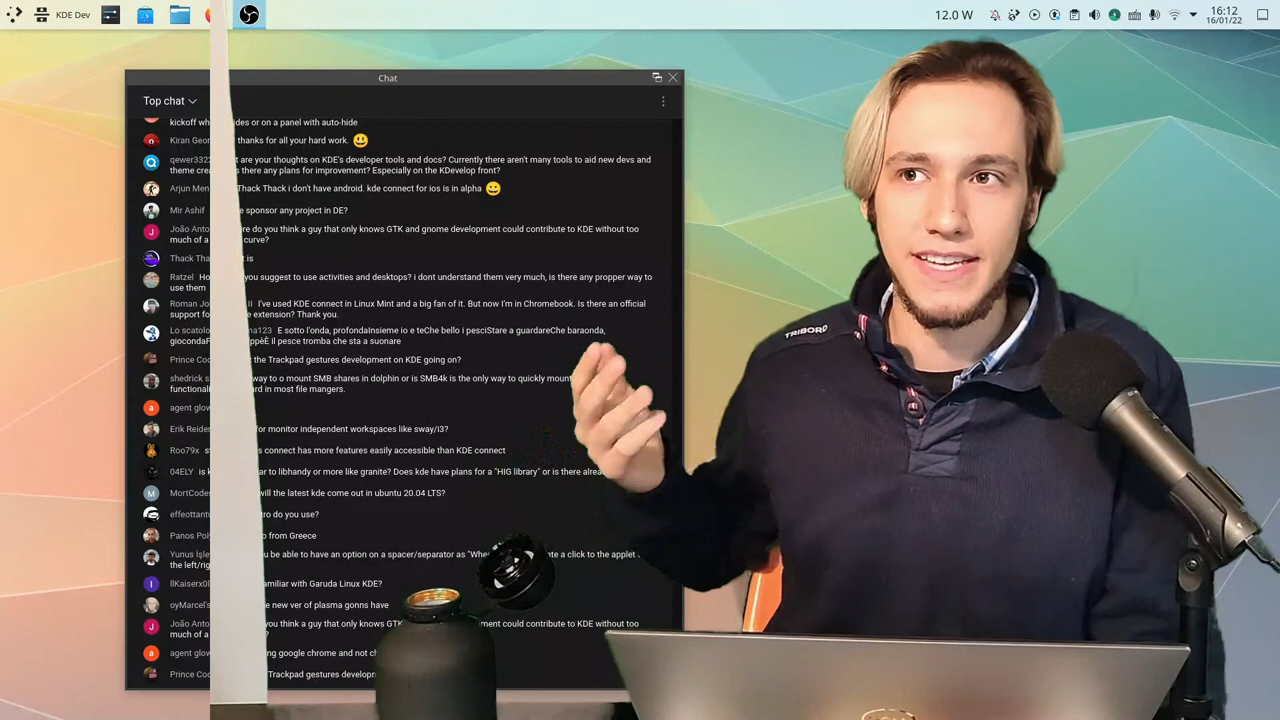 KDE Dev
12.0 W
16:12
16/01/22
Chat
Top chat
kickoff wh ides or on a panel with auto-hide
Kiran Geor thanks for all your hard work.
qewer3322 t are your thoughts on KDE's developer tools and docs? Currently there aren't many tools to aid new devs and
theme crea s there any plans for improvement? Especially on the KDevelop front?
Arjun Men Thack Thack i don't have android. kde connect for ios is in alpha
Mir Ashif e sponsor any project in DE?
João Anto re do you think a guy that only knows GTK and gnome development could contribute to KDE without too
much of a curve?
Thack Tha t is
Ratzel Ho you suggest to use activities and desktops? i dont understand them very much, is there any propper way to
use them
Roman Jo II I've used KDE connect in Linux Mint and a big fan of it. But now I'm in Chromebook. Is there an official
support fo e extension? Thank you.
Lo scatolo na123 E sotto l'onda, profondaInsieme io e teChe bello i pesciStare a guardareChe baraonda,
giocondaF ppèÈ il pesce tromba che sta a suonare
Prince Coo t the Trackpad gestures development on KDE going on?
shedrick s way to o mount SMB shares in dolphin or is SMB4k is the only way to quickly mount
functionali rd in most file mangers.
agent glow
Erik Reider for monitor independent workspaces like sway/i3?
Roo79x st s connect has more features easily accessible than KDE connect
04ELY is k ar to libhandy or more like granite? Does kde have plans for a "HIG library" or is there alrea
MortCoder will the latest kde come out in ubuntu 20.04 LTS?
effeottantu tro do you use?
Panos Poly o from Greece
Yunus İşle u be able to have an option on a spacer/separator as "Whe ate a click to the applet
the left/rig
IlKaiserx0l amiliar with Garuda Linux KDE?
oyMarcel's e new ver of plasma gonns have
João Anto you think a guy that only knows GTK ment could contribute to KDE without too
much of a ?
agent glow ng google chrome and not ch
Prince Coo Trackpad gestures developm
TRIBORD